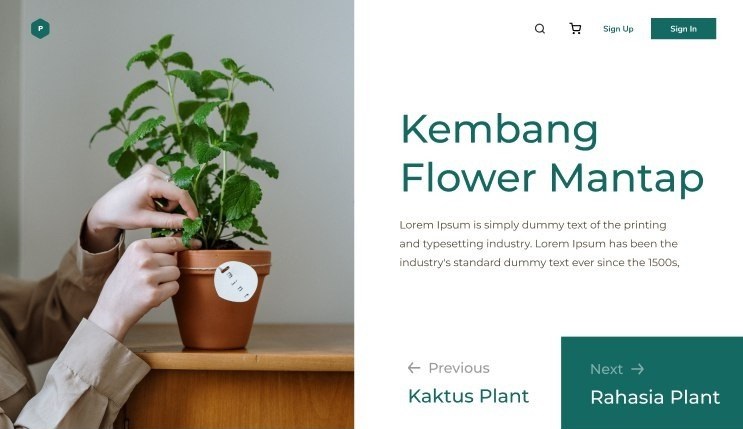 P
Sign Up
Sign In
Kembang
Flower Mantap
Lorem Ipsum is simply dummy text of the printing
and typesetting industry. Lorem Ipsum has been the
industry's standard dummy text ever since the 1500s,
mint
Previous
Kaktus Plant
Next
Rahasia Plant